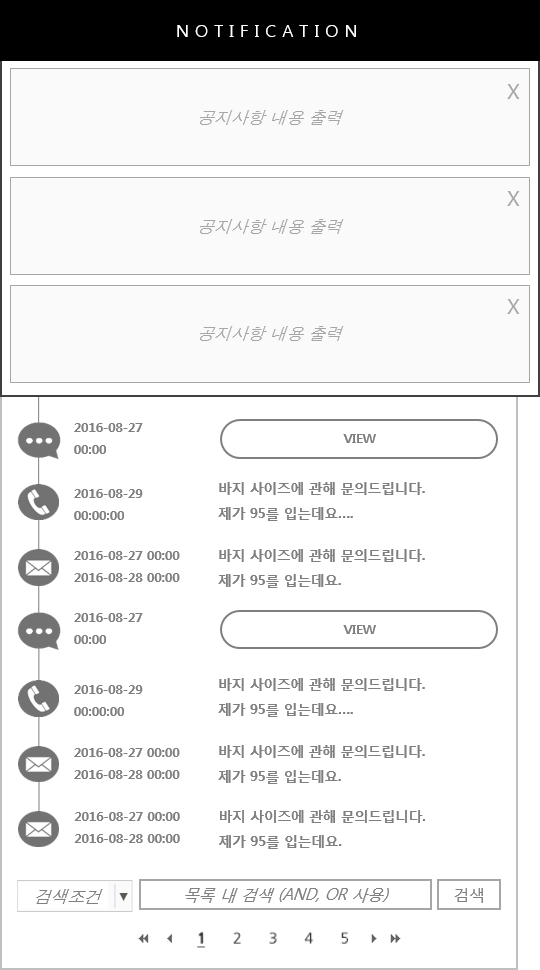 NOTIFICATION
X
공지사항 내용 출력
X
공지사항 내용 출력
X
공지사항 내용 출력
2016-08-27
00:00
VIEW
2016-08-29
00:00:00
바지 사이즈에 관해 문의드립니다.
제가 95를 입는데요....
2016-08-27 00:00
2016-08-28 00:00
바지 사이즈에 관해 문의드립니다.
제가 95를 입는데요.
2016-08-27
00:00
VIEW
2016-08-29
00:00:00
바지 사이즈에 관해 문의드립니다.
제가 95를 입는데요....
2016-08-27 00:00
2016-08-28 00:00
바지 사이즈에 관해 문의드립니다.
제가 95를 입는데요.
2016-08-27 00:00
2016-08-28 00:00
바지 사이즈에 관해 문의드립니다.
제가 95를 입는데요.
검색조건 ▼ 목록 내 검색 (AND, OR 사용) 검색
1 2 3 4 5